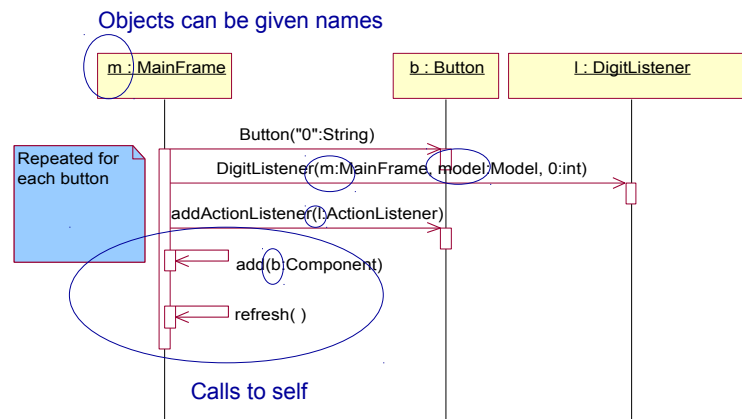 Objects can be given names
m : MainFrame
b : Button
l : DigitListener
Button("0":String)
Repeated for
each button
DigitListener(m:MainFrame, model:Model, 0:int)
addActionListener(l:ActionListener)
add(b:Component)
refresh( )
Calls to self